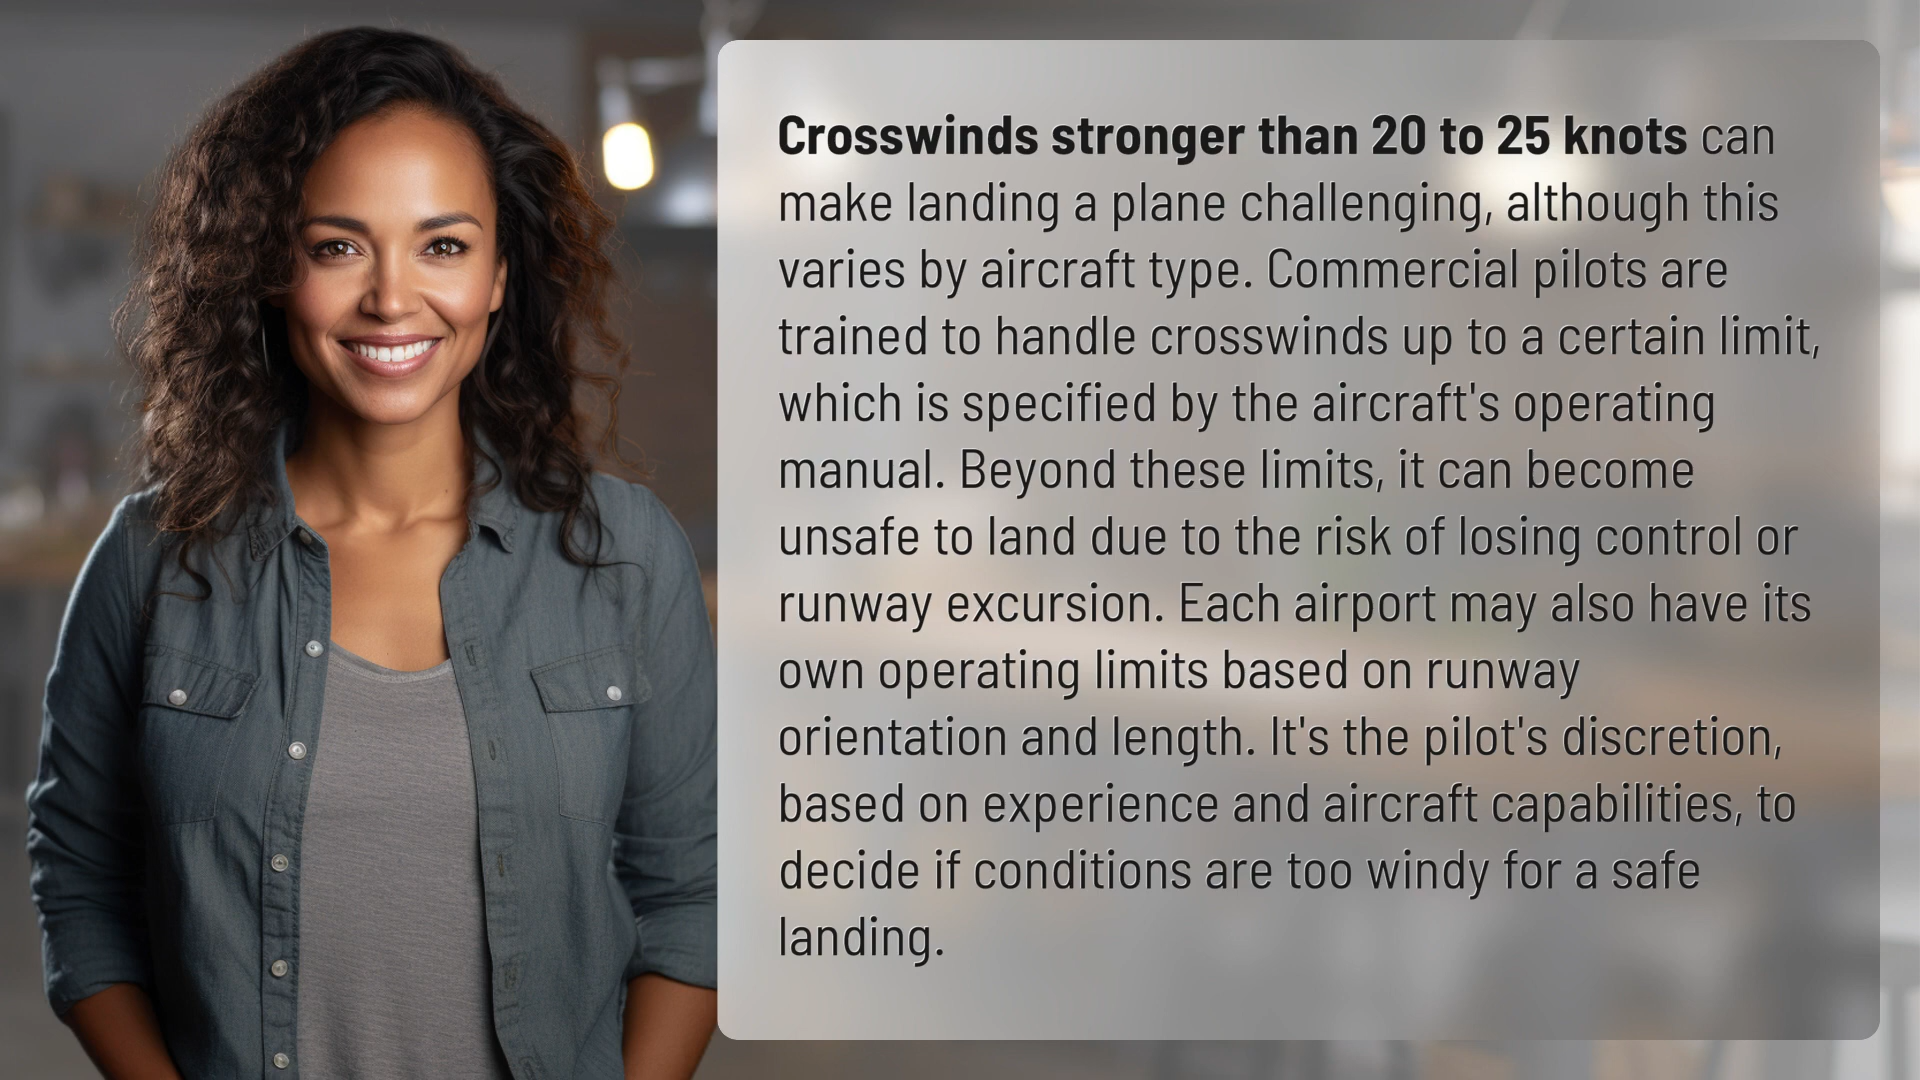 Crosswinds stronger than 20 to 25 knots can
make landing a plane challenging, although this
varies by aircraft type. Commercial pilots are
trained to handle crosswinds up to a certain limit,
which is specified by the aircraft's operating
manual. Beyond these limits, it can become
unsafe to land due to the risk of losing control or
runway excursion. Each airport may also have its
own operating limits based on runway
orientation and length. It's the pilot's discretion,
based on experience and aircraft capabilities, to
decide if conditions are too windy for a safe
landing.